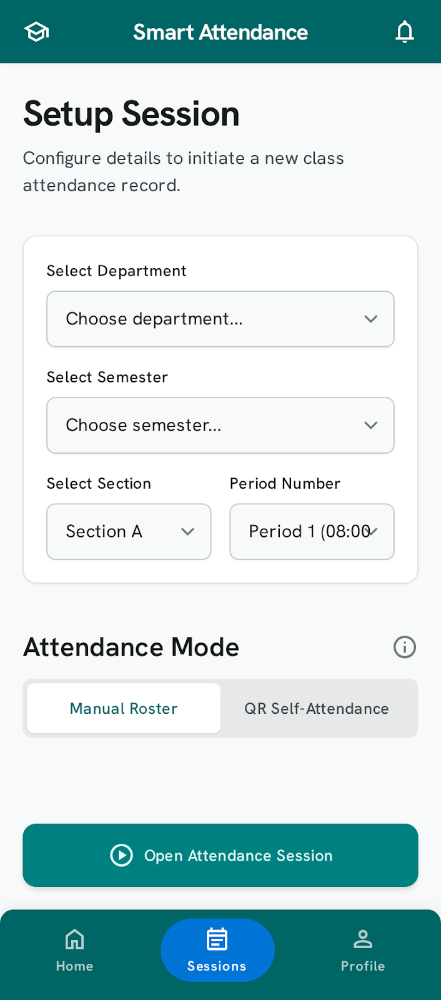 Smart Attendance
Setup Session
Configure details to initiate a new class
attendance record.
Select Department
Choose department...
Select Semester
Choose semester...
Select Section
Period Number
Section A
Period 1 (08:00
Attendance Mode
Manual Roster
QR Self-Attendance
Open Attendance Session
Home
Sessions
Profile